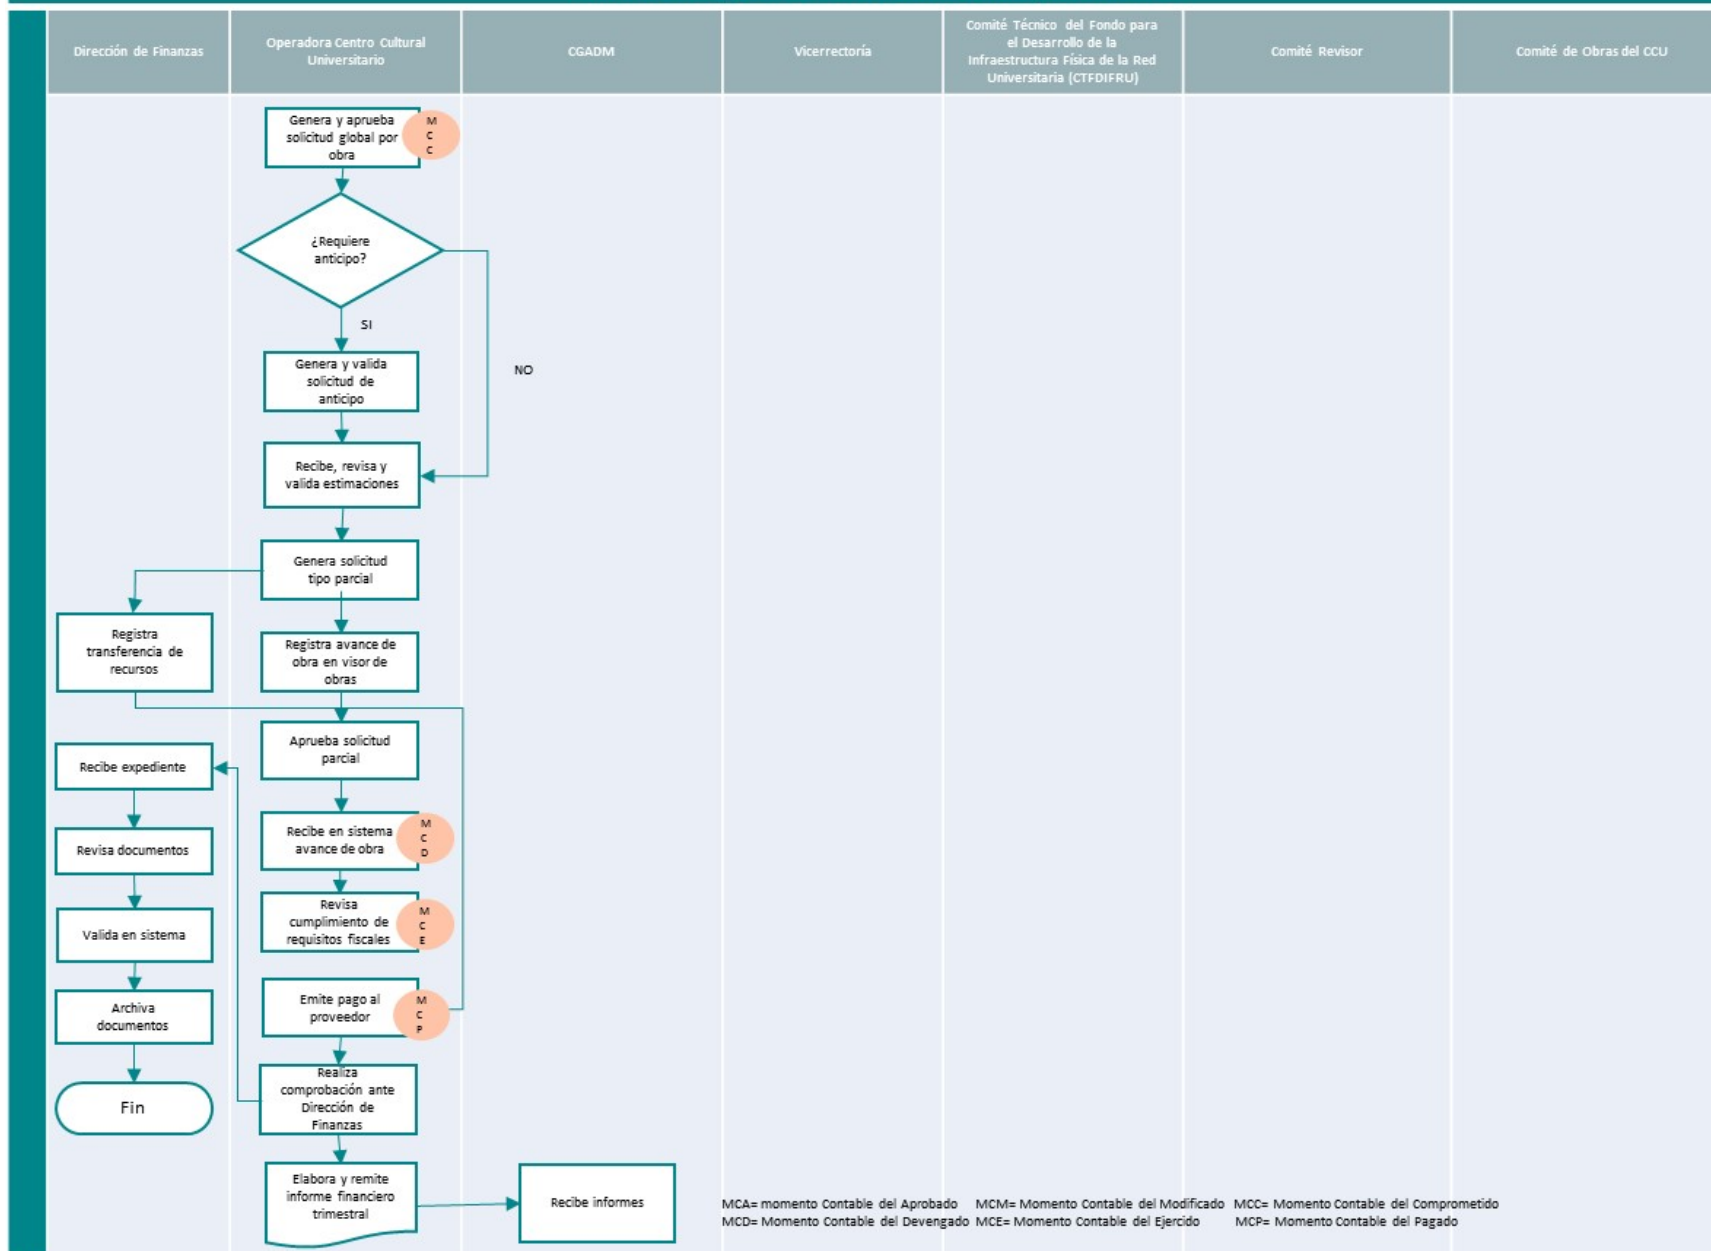 Dirección de Finanzas
Operadora Centro Cultural
Universitario
CGADM
Vicerrectoría
Comité Técnico del Fondo para
el Desarrollo de la
Infraestructura Física de la Red
Universitaria (CTFDIFRU)
Comité Revisor
Comité de Obras del CCU
Genera y aprueba
solicitud global por
obra
M
C
C
¿Requiere
anticipo?
SI
NO
Genera y valida
solicitud de
anticipo
Recibe, revisa y
valida estimaciones
Genera solicitud
tipo parcial
Registra
transferencia de
recursos
Registra avance de
obra en visor de
obras
Aprueba solicitud
parcial
Recibe expediente
Recibe en sistema
avance de obra
M
C
D
Revisa documentos
Revisa
cumplimiento de
requisitos fiscales
M
C
E
Valida en sistema
Emite pago al
proveedor
M
C
P
Archiva
documentos
Realiza
comprobación ante
Dirección de
Finanzas
Fin
Elabora y remite
informe financiero
trimestral
Recibe informes
MCA= momento Contable del Aprobado MCM= Momento Contable del Modificado MCC= Momento Contable del Comprometido
MCD= Momento Contable del Devengado MCE= Momento Contable del Ejercido MCP= Momento Contable del Pagado